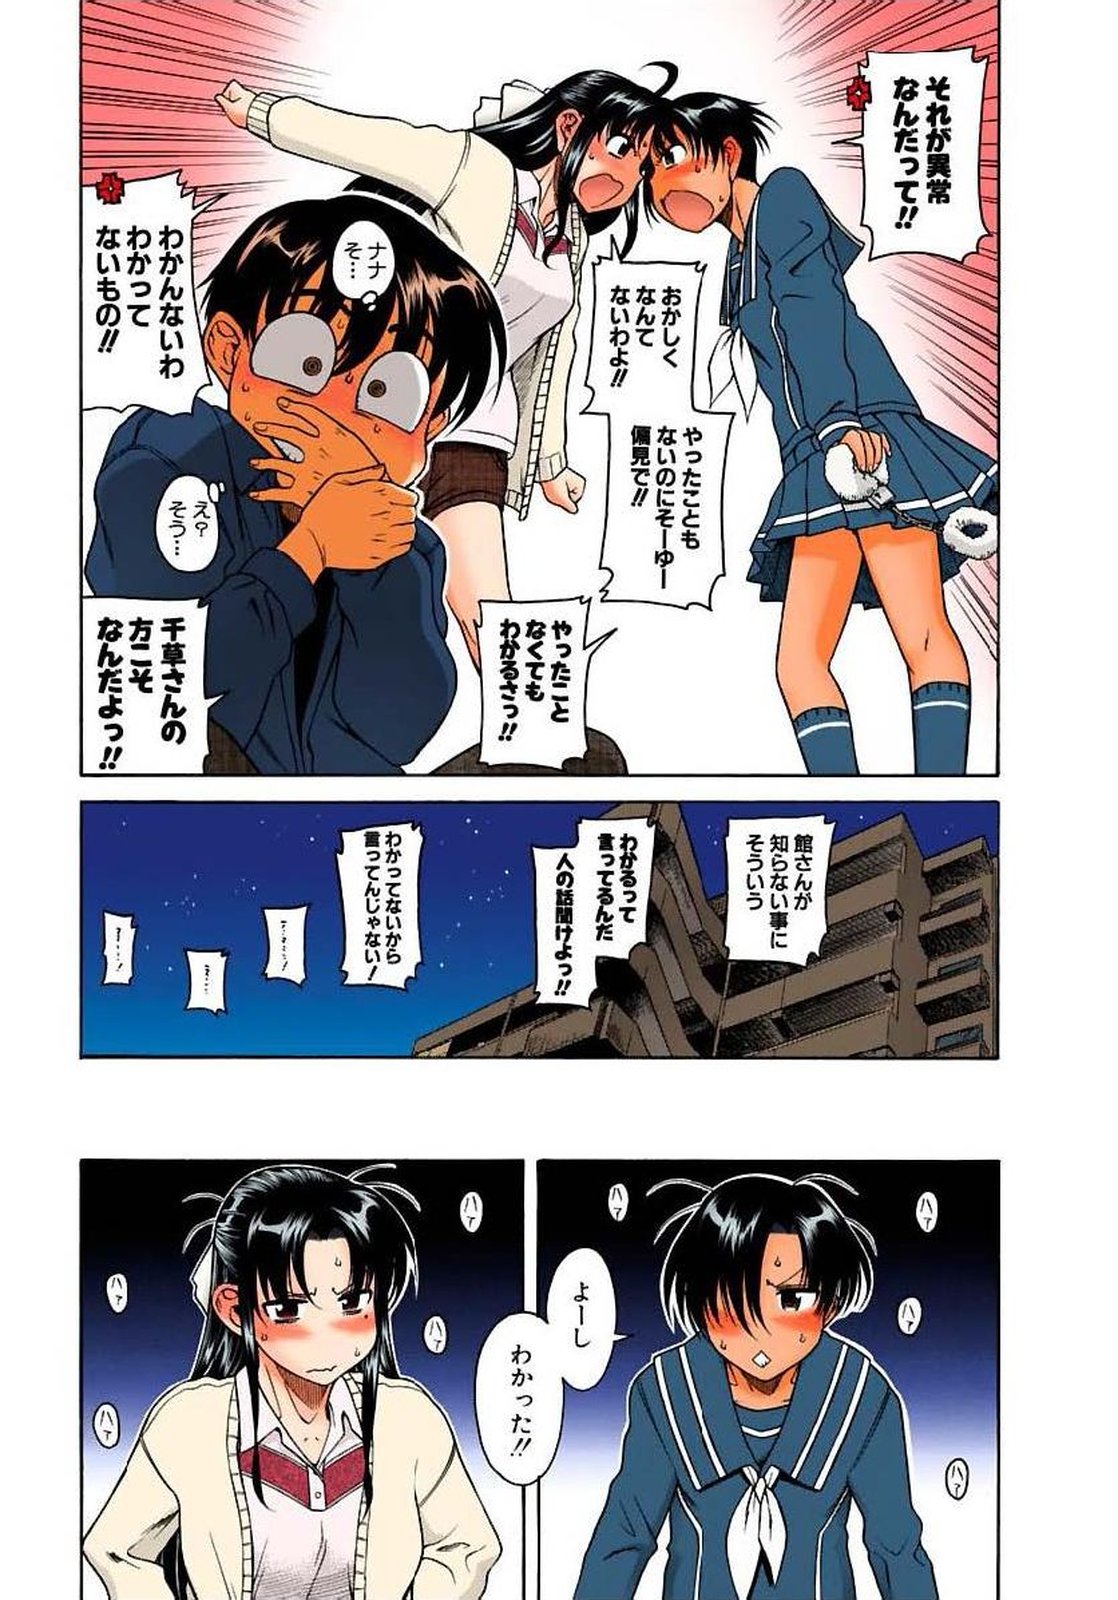 それが異常
なんだって!!
おかしく
なんて
ないわよ!!
やったことも
ないのにそーゆー
偏見で!!
やったこと
なくても
わかるさっ!!
わかんないわ
わかって
ないもの!!
ナナ
そ…
え?
そう…
千草さんの
方こそ
なんだよっ!!
館さんが
知らない事に
そういう
わかるって
言ってるんだ
人の話聞けよっ!!
わかってないから
言ってんじゃない!
ハァ
ハァ
ハァ
よーし
わかった!!
ハァ
ハァ
ハァ
ハァ